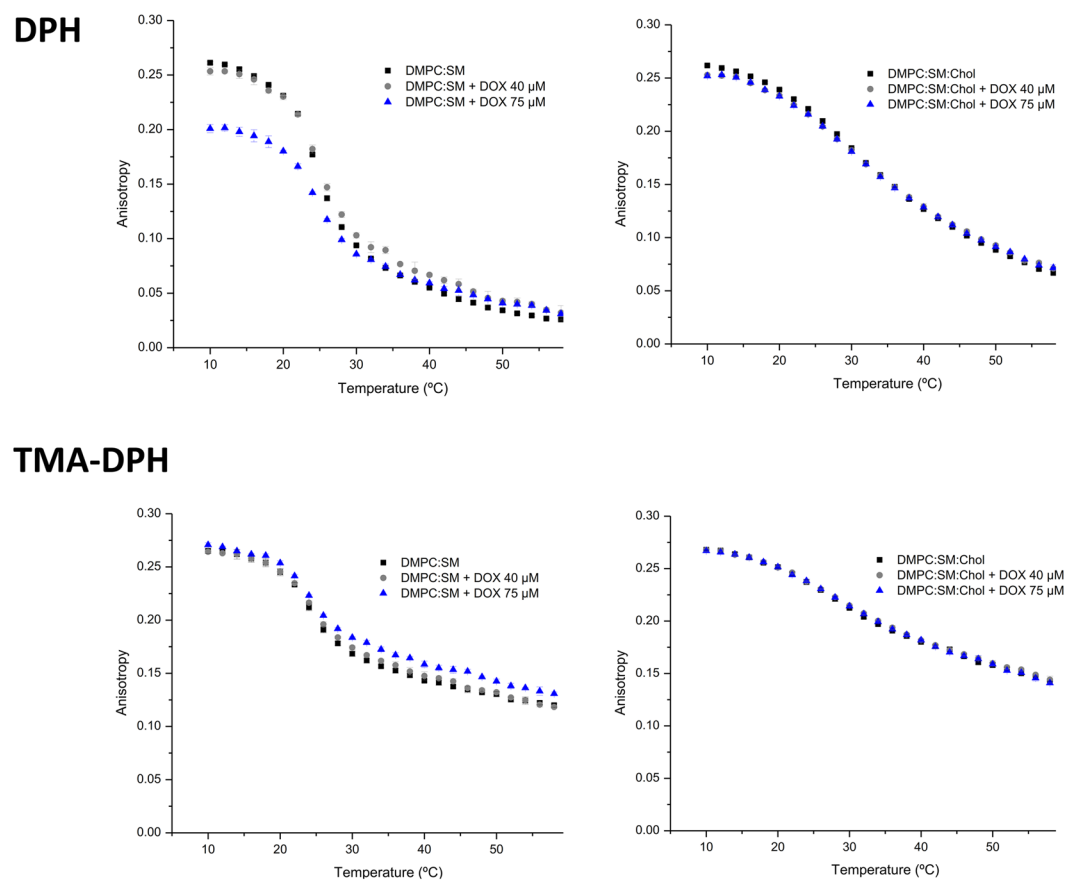 DPH
0.30
0.25
0.20
0.15
0.10
0.05
0.00
Anisotropy
10
20
30
40
50
Temperature (ºC)
DMPC:SM
DMPC:SM + DOX 40 µM
DMPC:SM + DOX 75 µM
0.30
0.25
0.20
0.15
0.10
0.05
0.00
Anisotropy
10
20
30
40
50
Temperature (ºC)
DMPC:SM:Chol
DMPC:SM:Chol + DOX 40 µM
DMPC:SM:Chol + DOX 75 µM
TMA-DPH
0.30
0.25
0.20
0.15
0.10
0.05
0.00
Anisotropy
10
20
30
40
50
Temperature (ºC)
DMPC:SM
DMPC:SM + DOX 40 µM
DMPC:SM + DOX 75 µM
0.30
0.25
0.20
0.15
0.10
0.05
0.00
Anisotropy
10
20
30
40
50
Temperature (ºC)
DMPC:SM:Chol
DMPC:SM:Chol + DOX 40 µM
DMPC:SM:Chol + DOX 75 µM